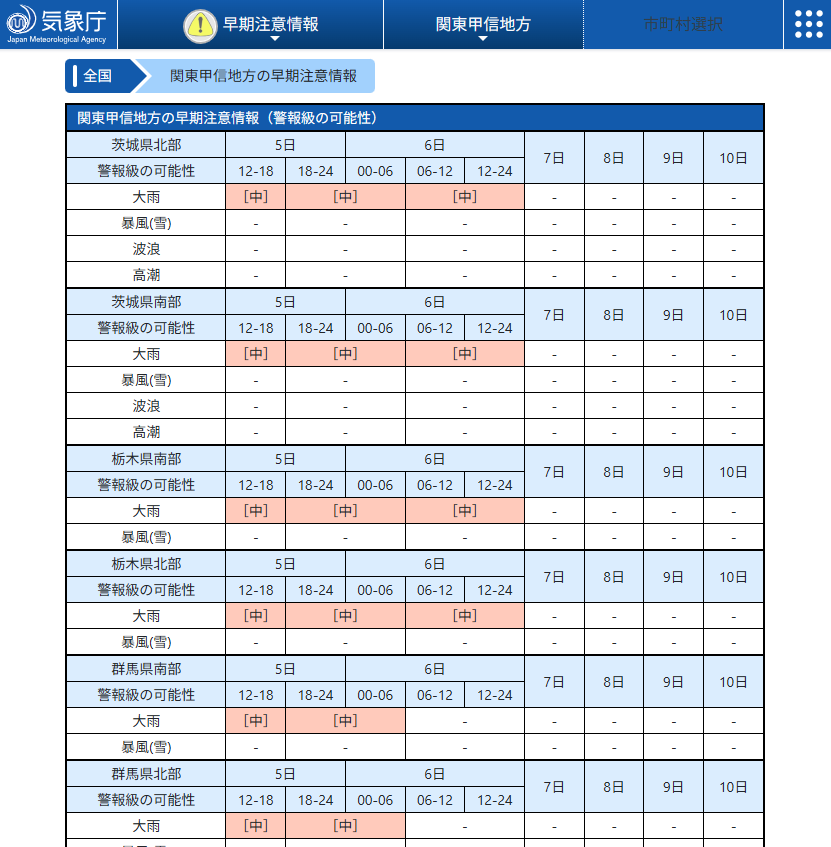 気象庁
Japan Meteorological Agency
早期注意情報
関東甲信地方
市町村選択
全国
関東甲信地方の早期注意情報
関東甲信地方の早期注意情報（警報級の可能性）
茨城県北部 5日 6日 7日 8日 9日 10日
警報級の可能性 12-18 18-24 00-06 06-12 12-24
大雨 [中] [中] [中] - - - -
暴風(雪) - - - - - - -
波浪 - - - - - - -
高潮 - - - - - - -
茨城県南部 5日 6日 7日 8日 9日 10日
警報級の可能性 12-18 18-24 00-06 06-12 12-24
大雨 [中] [中] [中] - - - -
暴風(雪) - - - - - - -
波浪 - - - - - - -
高潮 - - - - - - -
栃木県南部 5日 6日 7日 8日 9日 10日
警報級の可能性 12-18 18-24 00-06 06-12 12-24
大雨 [中] [中] [中] - - - -
暴風(雪) - - - - - - -
栃木県北部 5日 6日 7日 8日 9日 10日
警報級の可能性 12-18 18-24 00-06 06-12 12-24
大雨 [中] [中] [中] - - - -
暴風(雪) - - - - - - -
群馬県南部 5日 6日 7日 8日 9日 10日
警報級の可能性 12-18 18-24 00-06 06-12 12-24
大雨 [中] [中] - - - - -
暴風(雪) - - - - - - -
群馬県北部 5日 6日 7日 8日 9日 10日
警報級の可能性 12-18 18-24 00-06 06-12 12-24
大雨 [中] [中] - - - - -